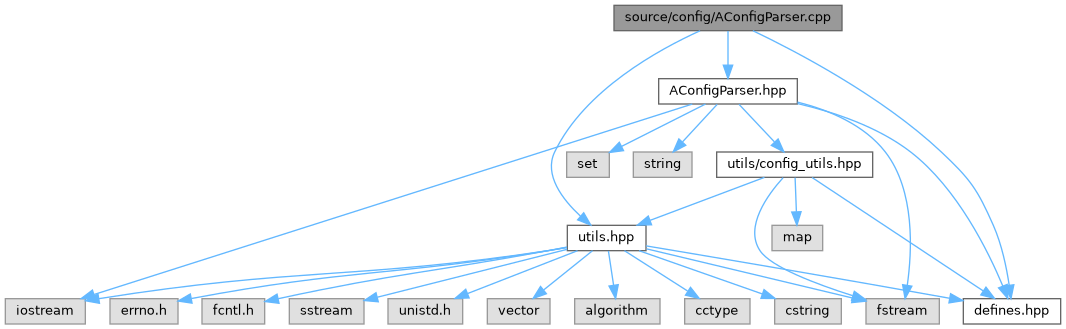 source/config/AConfigParser.cpp
AConfigParser.hpp
set
string
utils/config_utils.hpp
utils.hpp
map
iostream
errno.h
fcntl.h
sstream
unistd.h
vector
algorithm
cctype
cstring
fstream
defines.hpp